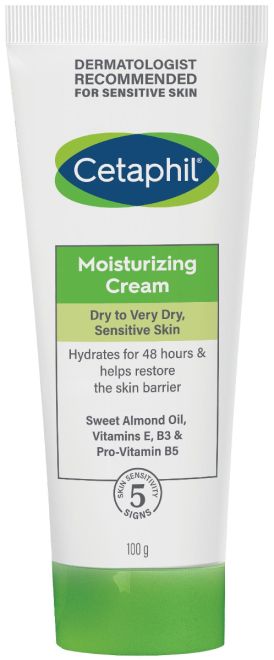 DERMATOLOGIST
RECOMMENDED
FOR SENSITIVE SKIN
Cetaphil®
Moisturizing
Cream
Dry to Very Dry,
Sensitive Skin
Hydrates for 48 hours &
helps restore
the skin barrier
Sweet Almond Oil,
Vitamins E, B3 &
Pro-Vitamin B5
SKIN SENSITIVITY
5
SIGNS
100 g